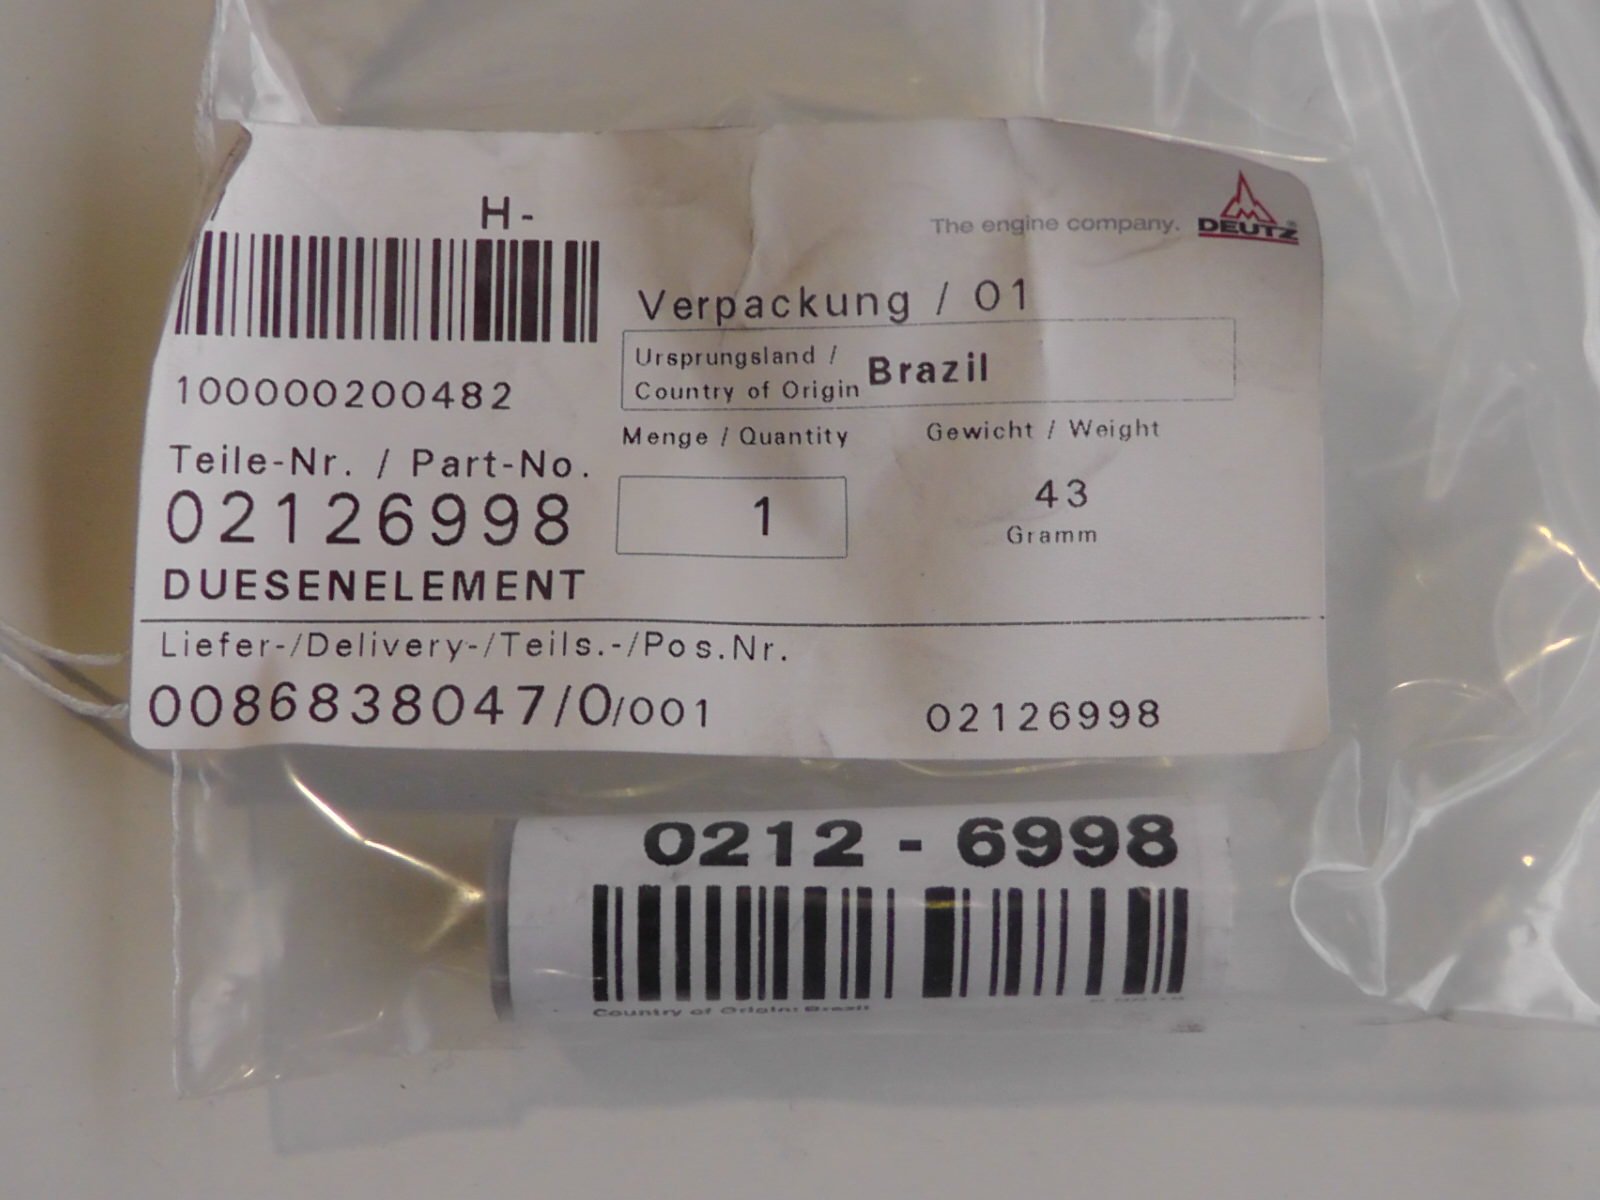 H-
The engine company.
DEUTZ
Verpackung / 01
Ursprungsland /
Country of Origin Brazil
100000200482
Menge / Quantity
Gewicht / Weight
Teile-Nr. / Part-No.
02126998
1
43
Gramm
DUESENELEMENT
Liefer-/Delivery-/Teils.-/Pos.Nr.
0086838047/0/001
02126998
0212 - 6998
Country of Origin: Brazil